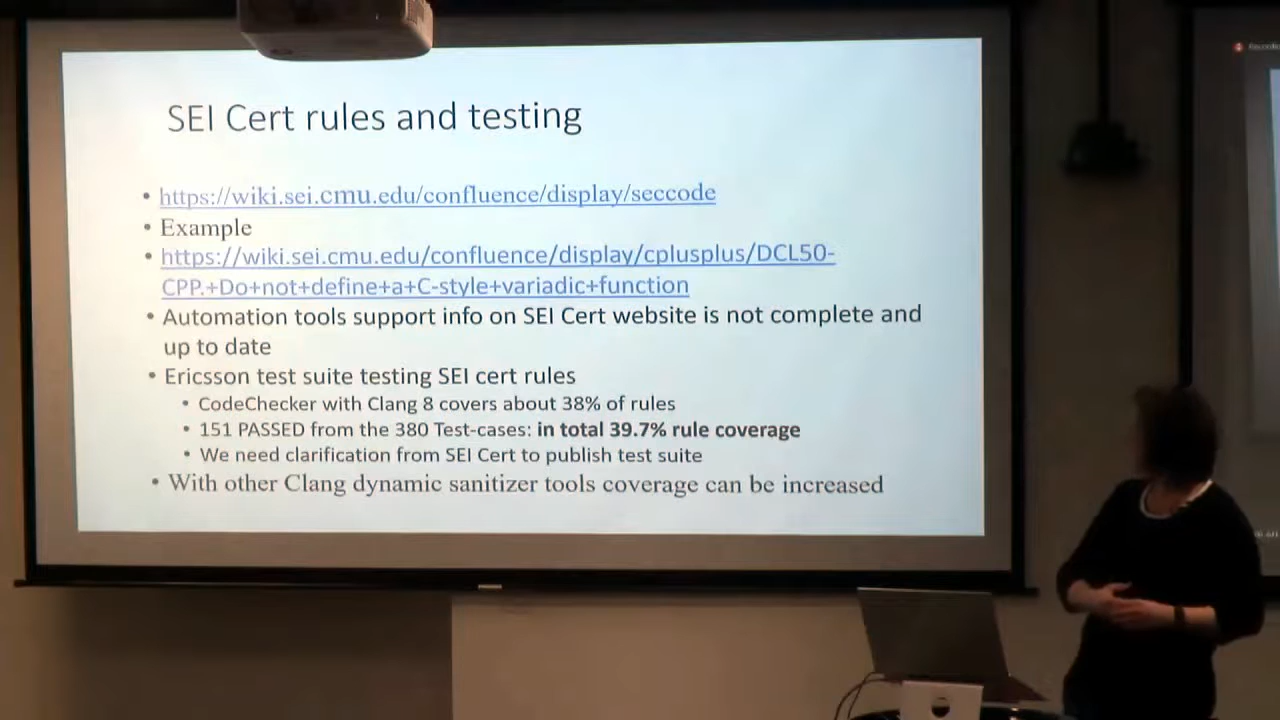 SEI Cert rules and testing
• https://wiki.sei.cmu.edu/confluence/display/seccode
• Example
• https://wiki.sei.cmu.edu/confluence/display/cplusplus/DCL50-
CPP.+Do+not+define+a+C-style+variadic+function
• Automation tools support info on SEI Cert website is not complete and
up to date
• Ericsson test suite testing SEI cert rules
• CodeChecker with Clang 8 covers about 38% of rules
• 151 PASSED from the 380 Test-cases: in total 39.7% rule coverage
• We need clarification from SEI Cert to publish test suite
• With other Clang dynamic sanitizer tools coverage can be increased